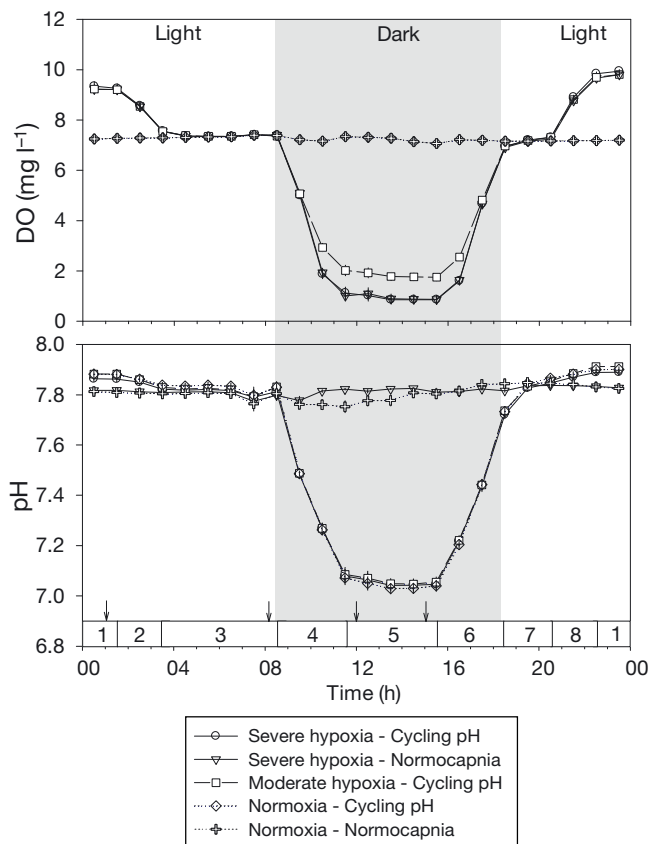 Light Dark Light
12
10
8
6
4
2
0
DO (mg l⁻¹)
8.0
7.8
7.6
7.4
7.2
7.0
6.8
pH
1 2 3 4 5 6 7 8 1
00 04 08 12 16 20 00
Time (h)
Severe hypoxia - Cycling pH
Severe hypoxia - Normocapnia
Moderate hypoxia - Cycling pH
Normoxia - Cycling pH
Normoxia - Normocapnia